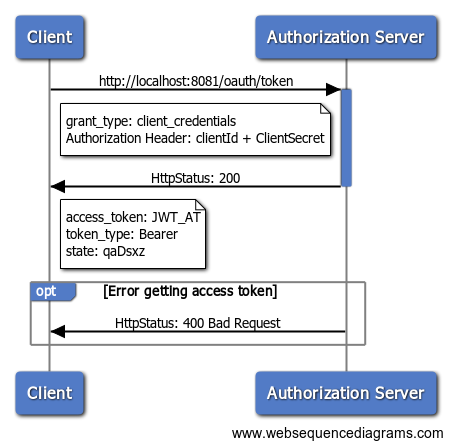 Client
Authorization Server
http://localhost:8081/oauth/token
grant_type: client_credentials
Authorization Header: clientId + ClientSecret
HttpStatus: 200
access_token: JWT_AT
token_type: Bearer
state: qaDsxz
opt
[Error getting access token]
HttpStatus: 400 Bad Request
Client
Authorization Server
www.websequencediagrams.com